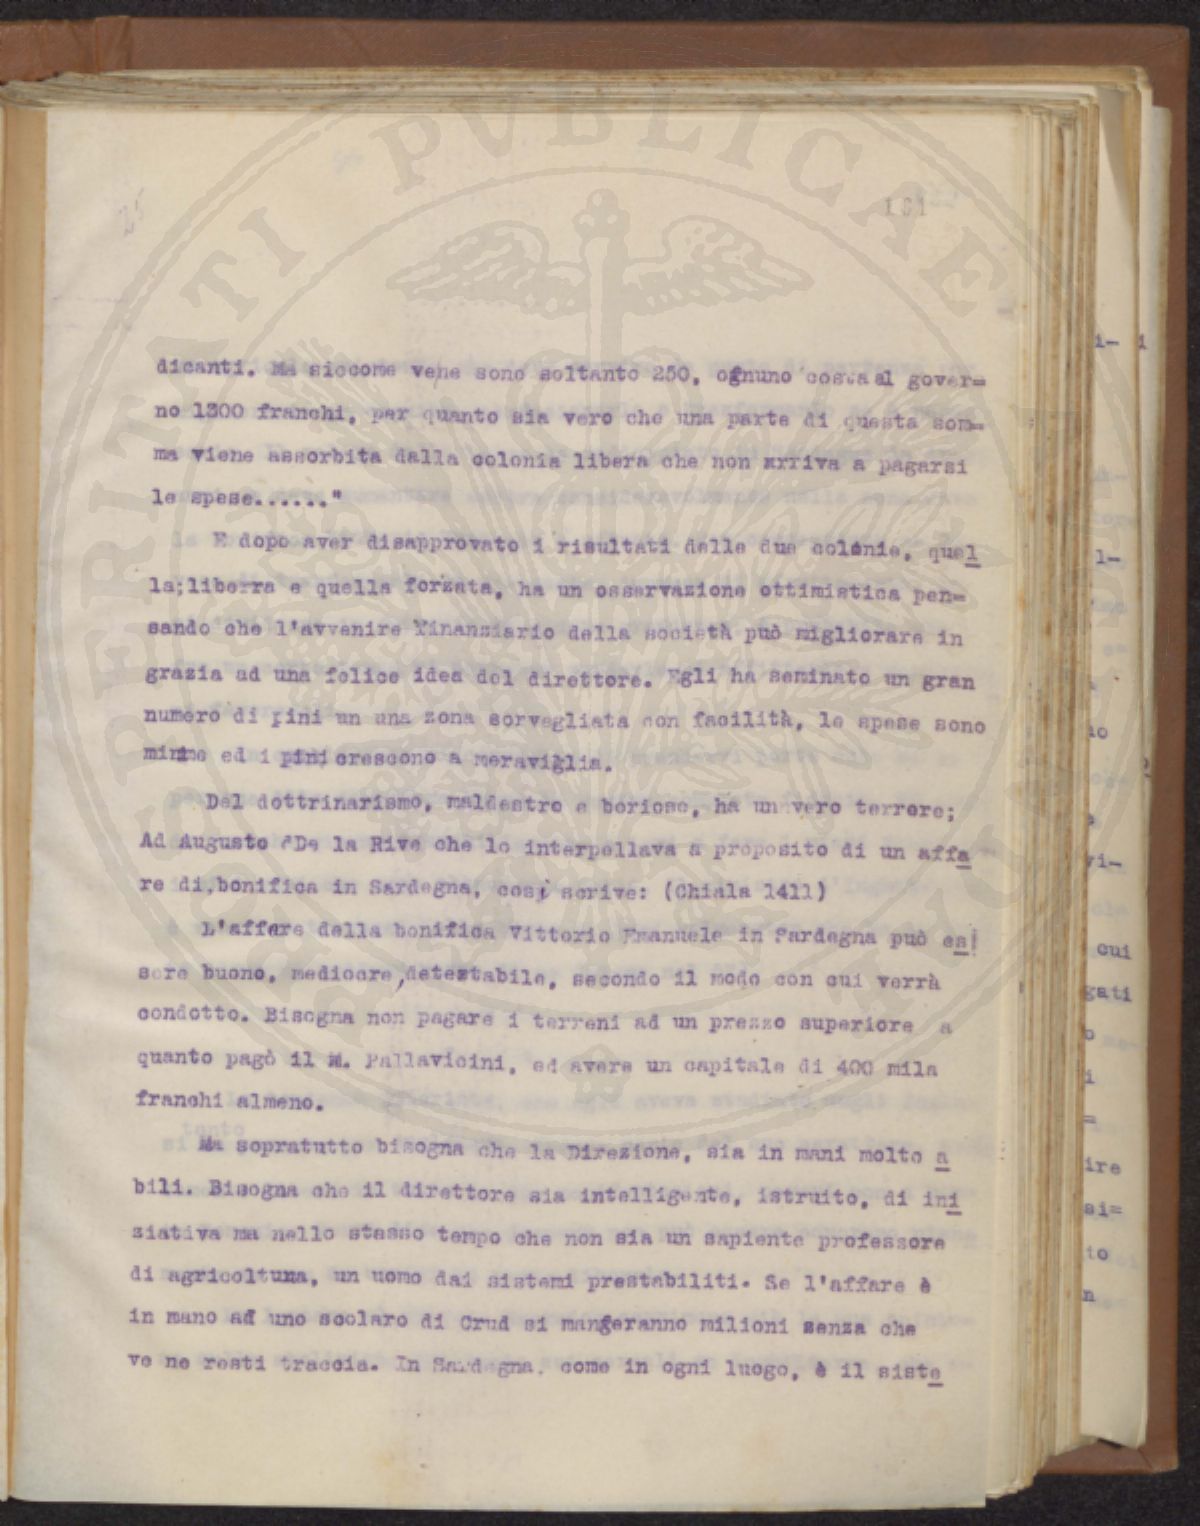 161
dicanti. Ma siccome vene sono soltanto 250, ognuno costa al gover=
no 1300 franchi, per quanto sia vero che una parte di questa som=
ma viene assorbita dalla colonia libera che non arriva a pagarsi
le spese......"
E dopo aver disapprovato i risultati delle due colonie, quel
la;liberra e quella forzata, ha un osservazione ottimistica pen=
sando che l'avvenire finanziario della società può migliorare in
grazia ad una felice idea del direttore. Egli ha seminato un gran
numero di pini un una zona sorvegliata con facilità, le spese sono
minime ed i pini crescono a meraviglia.
Del dottrinarismo, maldestro e borioso, ha un vero terrore;
Ad Augusto De la Rive che lo interpellava a proposito di un affa
re di,bonifica in Sardegna, così scrive: (Chiala 1411)
L'affare della bonifica Vittorio Emanuele in Sardegna può es
sere buono, mediocre,detestabile, secondo il modo con cui verrà
condotto. Bisogna non pagare i terreni ad un prezzo superiore a
quanto pagò il M. Pallavicini, ed avere un capitale di 400 mila
franchi almeno.
Ma sopratutto bisogna che la Direzione, sia in mani molto a
bili. Bisogna che il direttore sia intelligente, istruito, di ini
ziativa ma nello stesso tempo che non sia un sapiente professore
di agricoltura, un uomo dai sistemi prestabiliti. Se l'affare è
in mano ad uno scolaro di Crud si mangeranno milioni senza che
ve ne resti traccia. In Sardegna, come in ogni luogo, è il siste